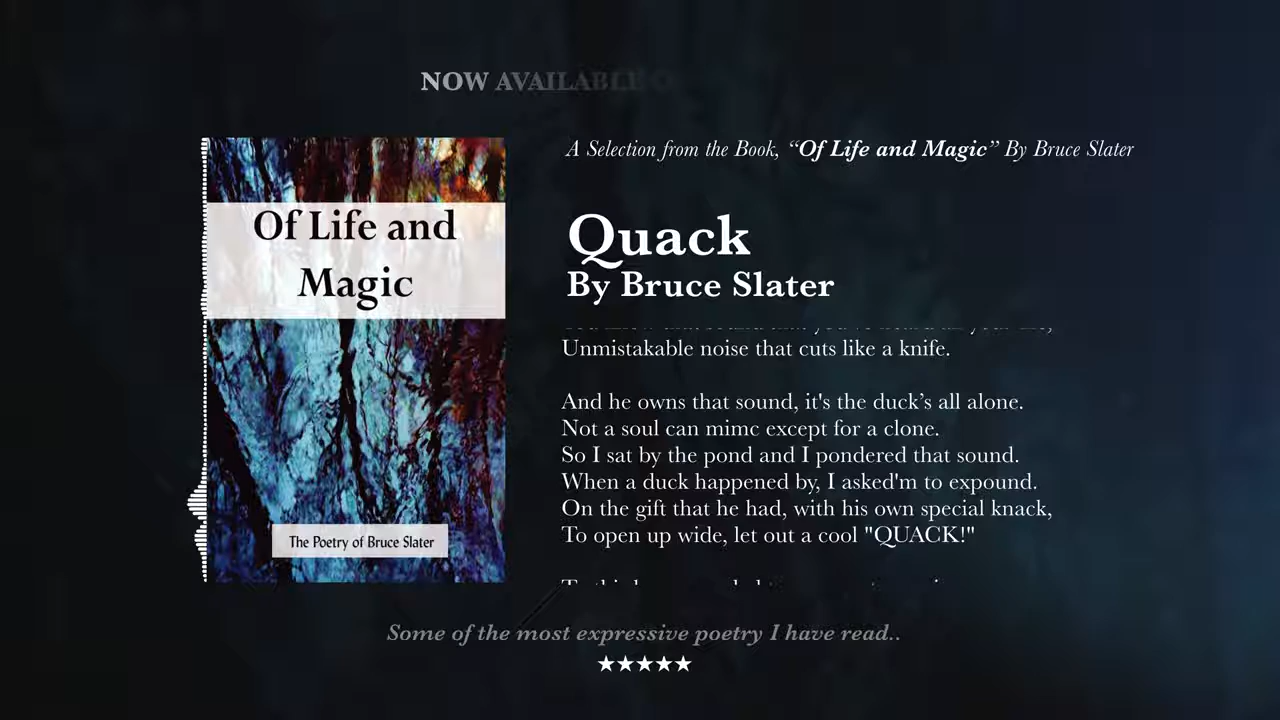 NOW AVAILABLE
A Selection from the Book, “Of Life and Magic” By Bruce Slater
Of Life and
Magic
The Poetry of Bruce Slater
Quack
By Bruce Slater
Unmistakable noise that cuts like a knife.
And he owns that sound, it's the duck’s all alone.
Not a soul can mimc except for a clone.
So I sat by the pond and I pondered that sound.
When a duck happened by, I asked'm to expound.
On the gift that he had, with his own special knack,
To open up wide, let out a cool "QUACK!"
Some of the most expressive poetry I have read..